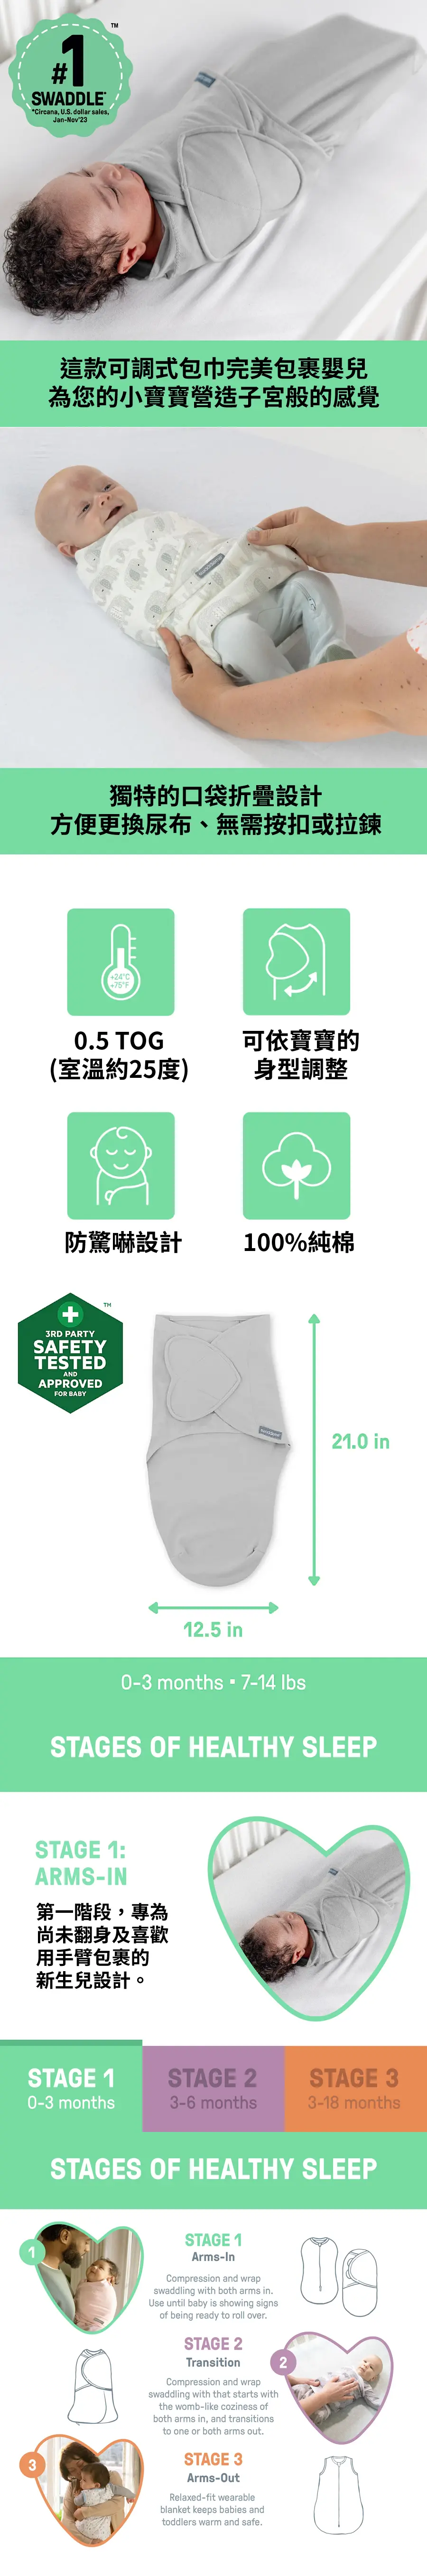 TM
#1
SWADDLE*
*Circana, U.S. dollar sales,
Jan-Nov'23
這款可調式包巾完美包裹嬰兒
為您的小寶寶營造子宮般的感覺
獨特的口袋折疊設計
方便更換尿布、無需按扣或拉鍊
+24°C
+75°F
0.5 TOG
(室溫約25度)
可依寶寶的
身型調整
防驚嚇設計
100%純棉
TM
3RD PARTY
SAFETY
TESTED
AND
APPROVED
FOR BABY
21.0 in
12.5 in
0-3 months ▪ 7-14 lbs
STAGES OF HEALTHY SLEEP
STAGE 1:
ARMS-IN
第一階段，專為
尚未翻身及喜歡
用手臂包裹的
新生兒設計。
STAGE 1
0-3 months
STAGE 2
3-6 months
STAGE 3
3-18 months
STAGES OF HEALTHY SLEEP
1
STAGE 1
Arms-In
Compression and wrap
swaddling with both arms in.
Use until baby is showing signs
of being ready to roll over.
STAGE 2
Transition
2
Compression and wrap
swaddling with that starts with
the womb-like coziness of
both arms in, and transitions
to one or both arms out.
3
STAGE 3
Arms-Out
Relaxed-fit wearable
blanket keeps babies and
toddlers warm and safe.